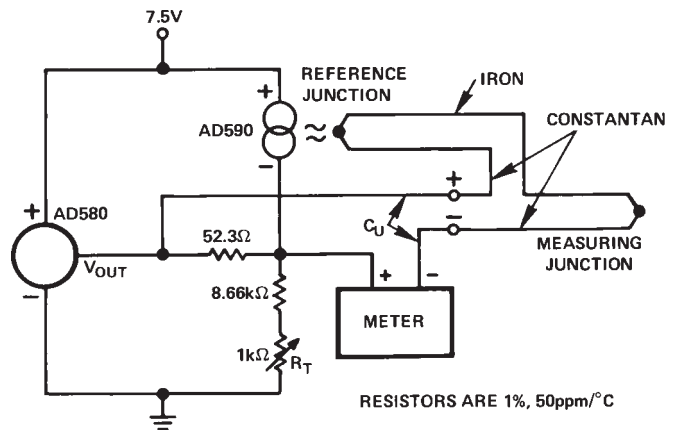 7.5V
REFERENCE
JUNCTION
IRON
CONSTANTAN
+
AD590
≈
−
+
AD580
VOUT
−
52.3Ω
8.66kΩ
1kΩ
RT
+
−
CU
+
−
METER
MEASURING
JUNCTION
RESISTORS ARE 1%, 50ppm/°C